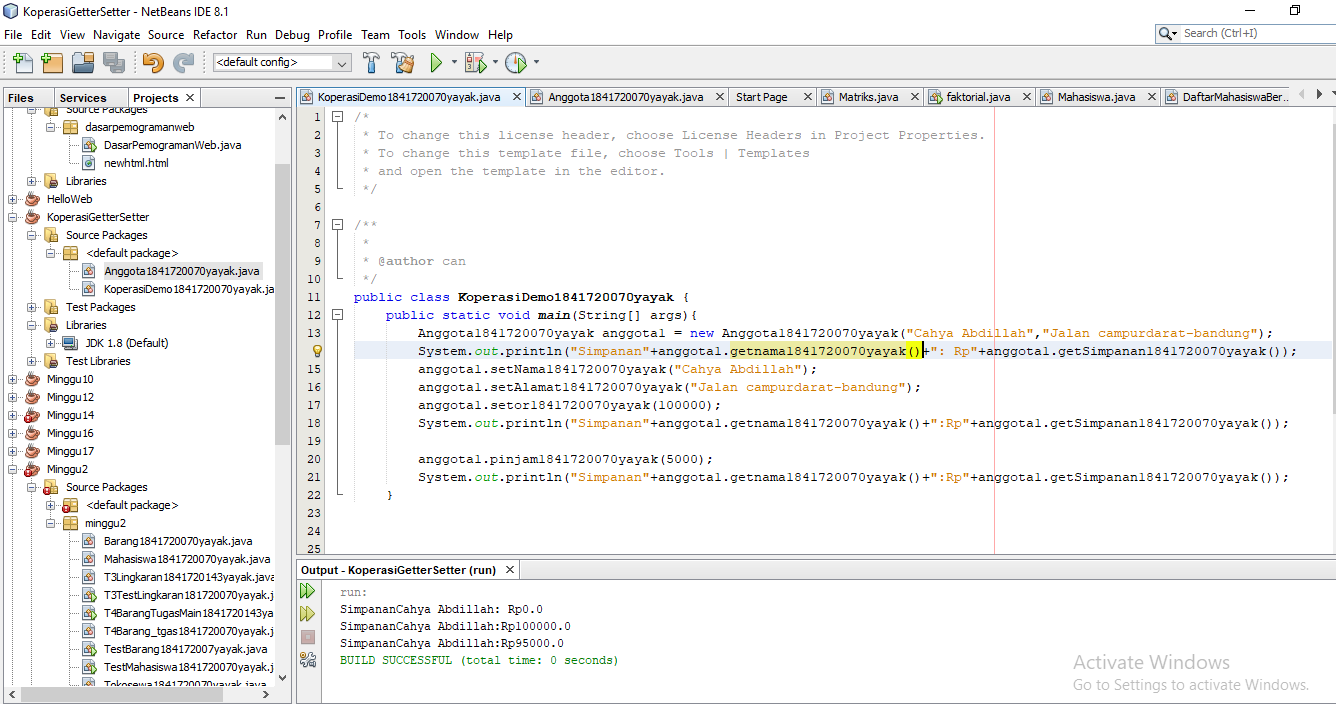 KoperasiGetterSetter - NetBeans IDE 8.1
File Edit View Navigate Source Refactor Run Debug Profile Team Tools Window Help
Search (Ctrl+I)
<default config>
Files Services Projects
Source Packages
dasarpemogramanweb
DasarPemogramanWeb.java
newhtml.html
Libraries
HelloWeb
KoperasiGetterSetter
Source Packages
<default package>
Anggota1841720070yayak.java
KoperasiDemo1841720070yayak.ja
Test Packages
Libraries
JDK 1.8 (Default)
Test Libraries
Minggu10
Minggu12
Minggu14
Minggu16
Minggu17
Minggu2
Source Packages
<default package>
minggu2
Barang1841720070yayak.java
Mahasiswa1841720070yayak.java
T3Lingkaran1841720143yayak.java
T3TestLingkaran181720070yayak.j
T4BarangTugasMain1841720143ya
T4Barang_tgas1841720070yayak.j
TestBarang184172007yayak.java
TestMahasiswa1841720070yayak.j
Tokosewa1841720070yayak.java
KoperasiDemo1841720070yayak.java Anggota1841720070yayak.java Start Page Matriks.java faktorial.java Mahasiswa.java DaftarMahasiswaBer...
1 /*
2 * To change this license header, choose License Headers in Project Properties.
3 * To change this template file, choose Tools | Templates
4 * and open the template in the editor.
5 */
6
7 /**
8 *
9 * @author can
10 */
11 public class KoperasiDemo1841720070yayak {
12 public static void main(String[] args){
13 Anggota1841720070yayak anggota1 = new Anggota1841720070yayak("Cahya Abdillah","Jalan campurdarat-bandung");
System.out.println("Simpanan"+anggota1.getnama1841720070yayak()+": Rp"+anggota1.getSimpanan1841720070yayak());
15 anggota1.setNama1841720070yayak("Cahya Abdillah");
16 anggota1.setAlamat1841720070yayak("Jalan campurdarat-bandung");
17 anggota1.setor1841720070yayak(100000);
18 System.out.println("Simpanan"+anggota1.getnama1841720070yayak()+":Rp"+anggota1.getSimpanan1841720070yayak());
19
20 anggota1.pinjam1841720070yayak(5000);
21 System.out.println("Simpanan"+anggota1.getnama1841720070yayak()+":Rp"+anggota1.getSimpanan1841720070yayak());
22 }
23
24
25
Output - KoperasiGetterSetter (run)
run:
SimpananCahya Abdillah: Rp0.0
SimpananCahya Abdillah:Rp100000.0
SimpananCahya Abdillah:Rp95000.0
BUILD SUCCESSFUL (total time: 0 seconds)
Activate Windows
Go to Settings to activate Windows.